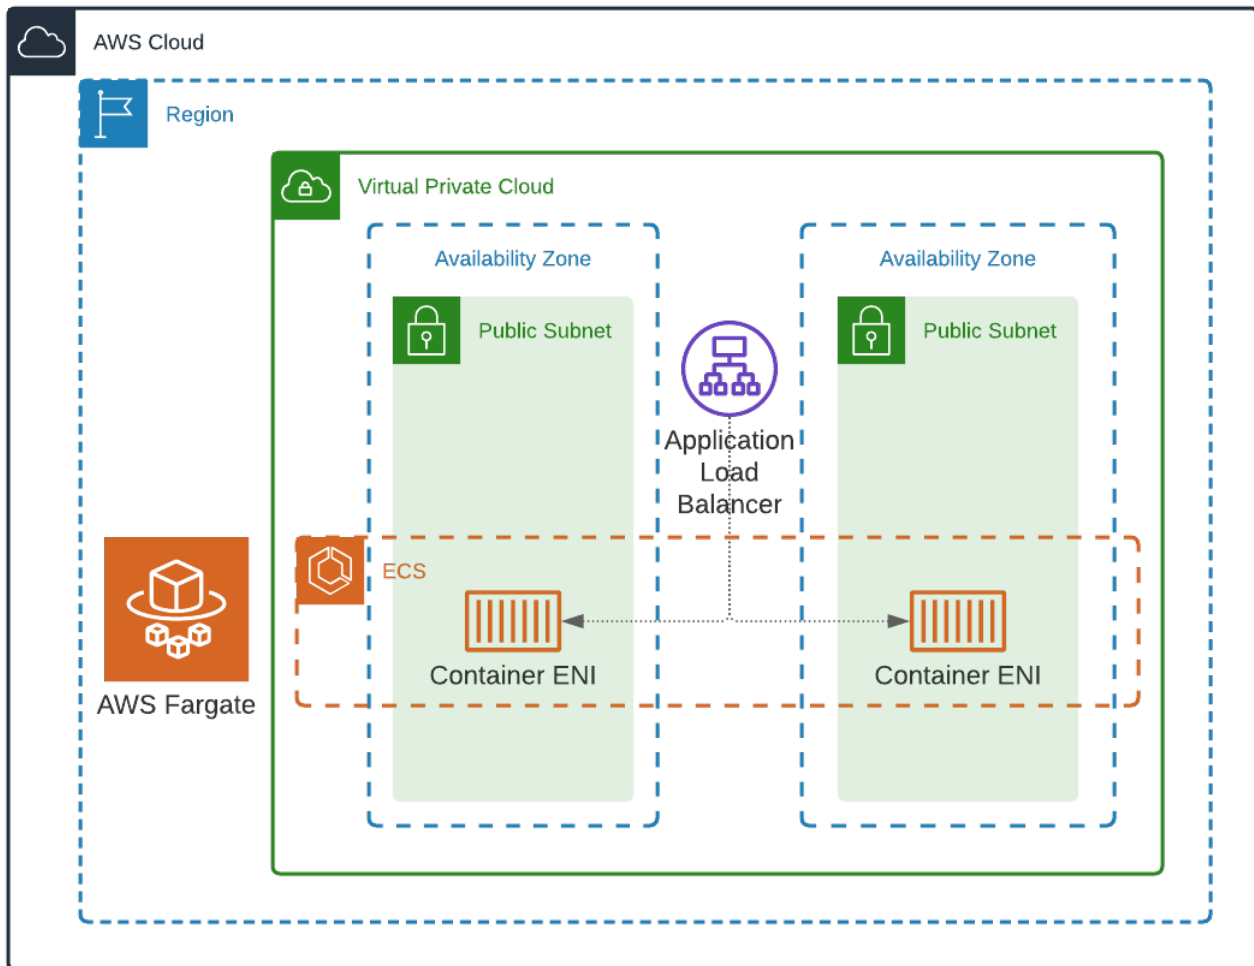 AWS Cloud
Region
Virtual Private Cloud
Availability Zone
Availability Zone
Public Subnet
Public Subnet
Application
Load
Balancer
ECS
Container ENI
Container ENI
AWS Fargate